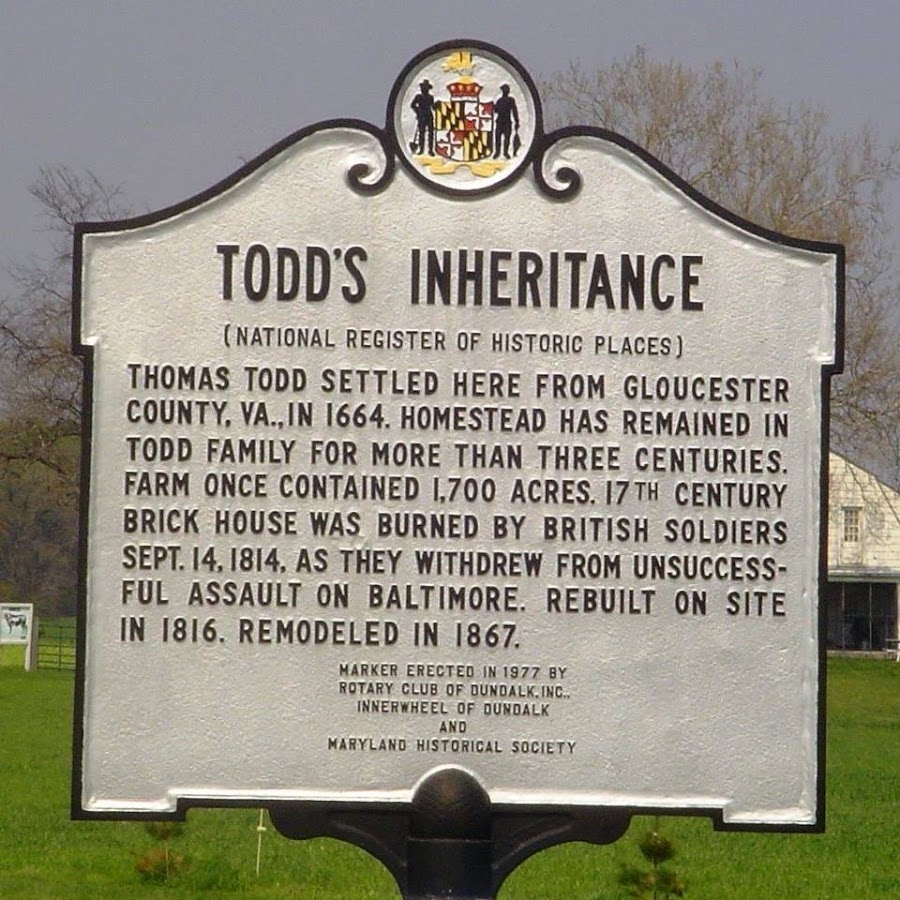 TODD'S INHERITANCE
(NATIONAL REGISTER OF HISTORIC PLACES)
THOMAS TODD SETTLED HERE FROM GLOUCESTER
COUNTY, VA., IN 1664. HOMESTEAD HAS REMAINED IN
TODD FAMILY FOR MORE THAN THREE CENTURIES.
FARM ONCE CONTAINED 1,700 ACRES. 17TH CENTURY
BRICK HOUSE WAS BURNED BY BRITISH SOLDIERS
SEPT. 14, 1814, AS THEY WITHDREW FROM UNSUCCESS-
FUL ASSAULT ON BALTIMORE. REBUILT ON SITE
IN 1816. REMODELED IN 1867.
MARKER ERECTED IN 1977 BY
ROTARY CLUB OF DUNDALK, INC.,
INNERWHEEL OF DUNDALK
AND
MARYLAND HISTORICAL SOCIETY